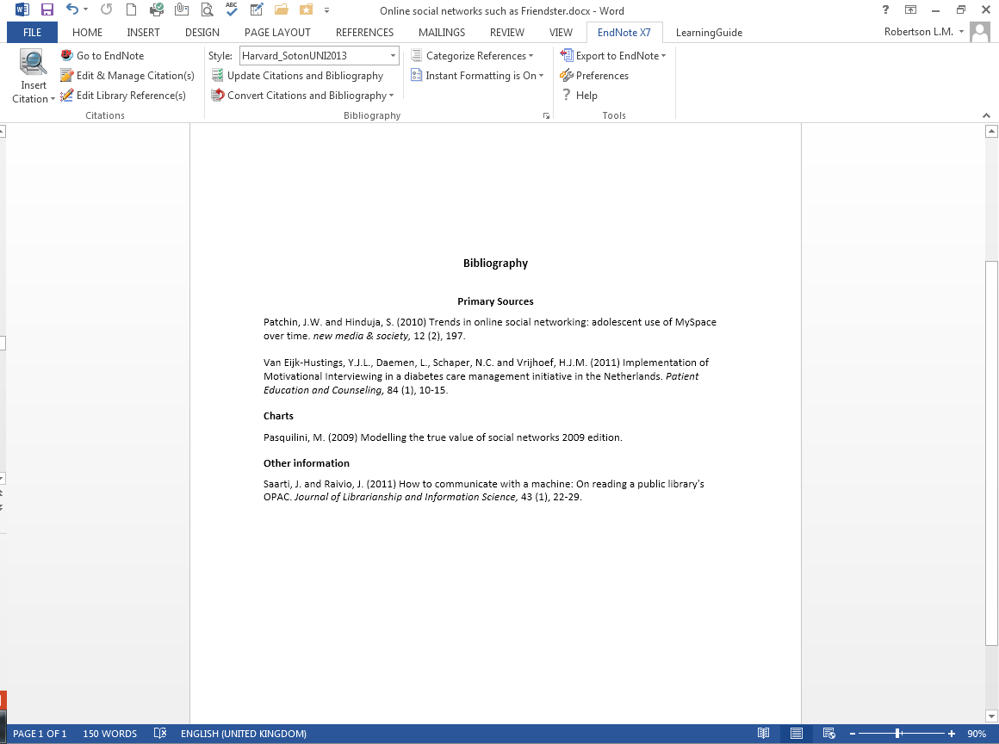 Online social networks such as Friendster.docx - Word
FILE HOME INSERT DESIGN PAGE LAYOUT REFERENCES MAILINGS REVIEW VIEW EndNote X7 LearningGuide Robertson L.M.
Insert Citation
Go to EndNote
Edit & Manage Citation(s)
Edit Library Reference(s)
Citations
Style: Harvard_SotonUNI2013
Update Citations and Bibliography
Convert Citations and Bibliography
Categorize References
Instant Formatting is On
Bibliography
Export to EndNote
Preferences
? Help
Tools
Bibliography
Primary Sources
Patchin, J.W. and Hinduja, S. (2010) Trends in online social networking: adolescent use of MySpace
over time. new media & society, 12 (2), 197.
Van Eijk-Hustings, Y.J.L., Daemen, L., Schaper, N.C. and Vrijhoef, H.J.M. (2011) Implementation of
Motivational Interviewing in a diabetes care management initiative in the Netherlands. Patient
Education and Counseling, 84 (1), 10-15.
Charts
Pasquilini, M. (2009) Modelling the true value of social networks 2009 edition.
Other information
Saarti, J. and Raivio, J. (2011) How to communicate with a machine: On reading a public library's
OPAC. Journal of Librarianship and Information Science, 43 (1), 22-29.
PAGE 1 OF 1 150 WORDS ENGLISH (UNITED KINGDOM) 90%